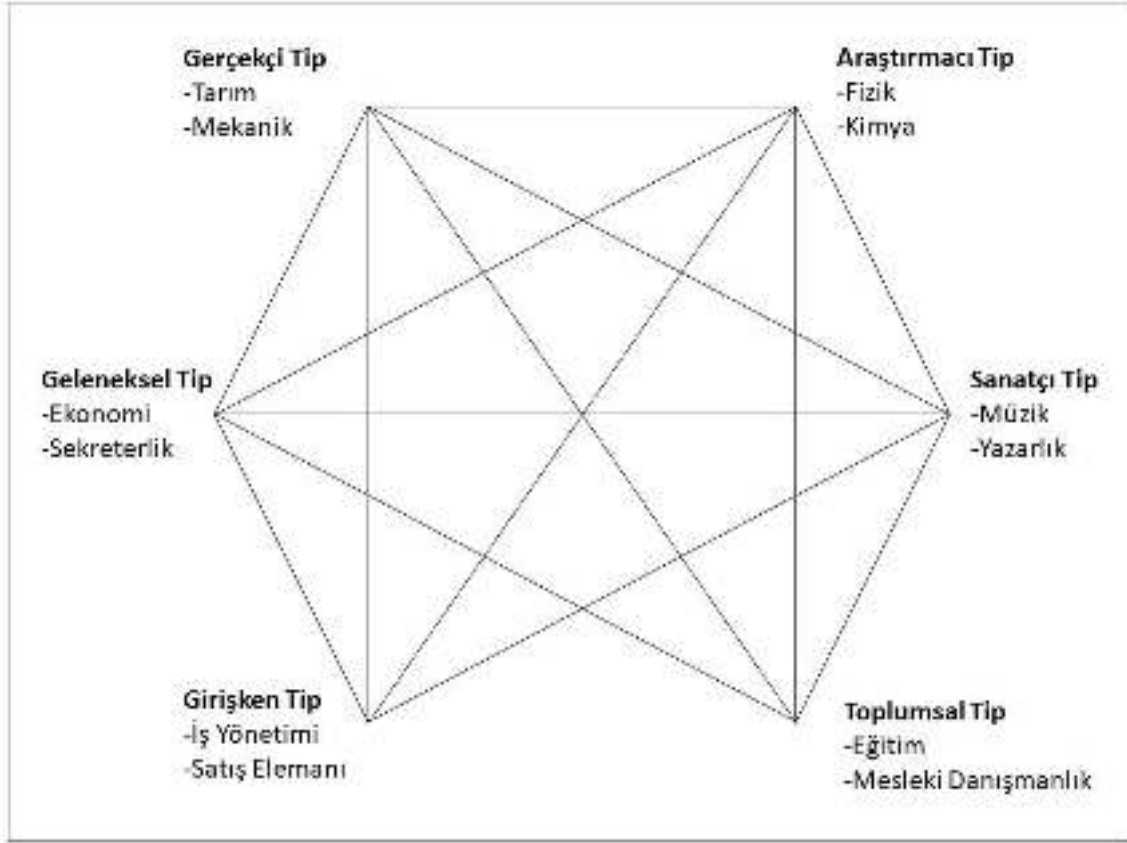 Gerçekçi Tip
-Tarım
-Mekanik
Araştırmacı Tip
-Fizik
-Kimya
Geleneksel Tip
-Ekonomi
-Sekreterlik
Sanatçı Tip
-Müzik
-Yazarlık
Girişken Tip
-İş Yönetimi
-Satış Elemanı
Toplumsal Tip
-Eğitim
-Mesleki Danışmanlık